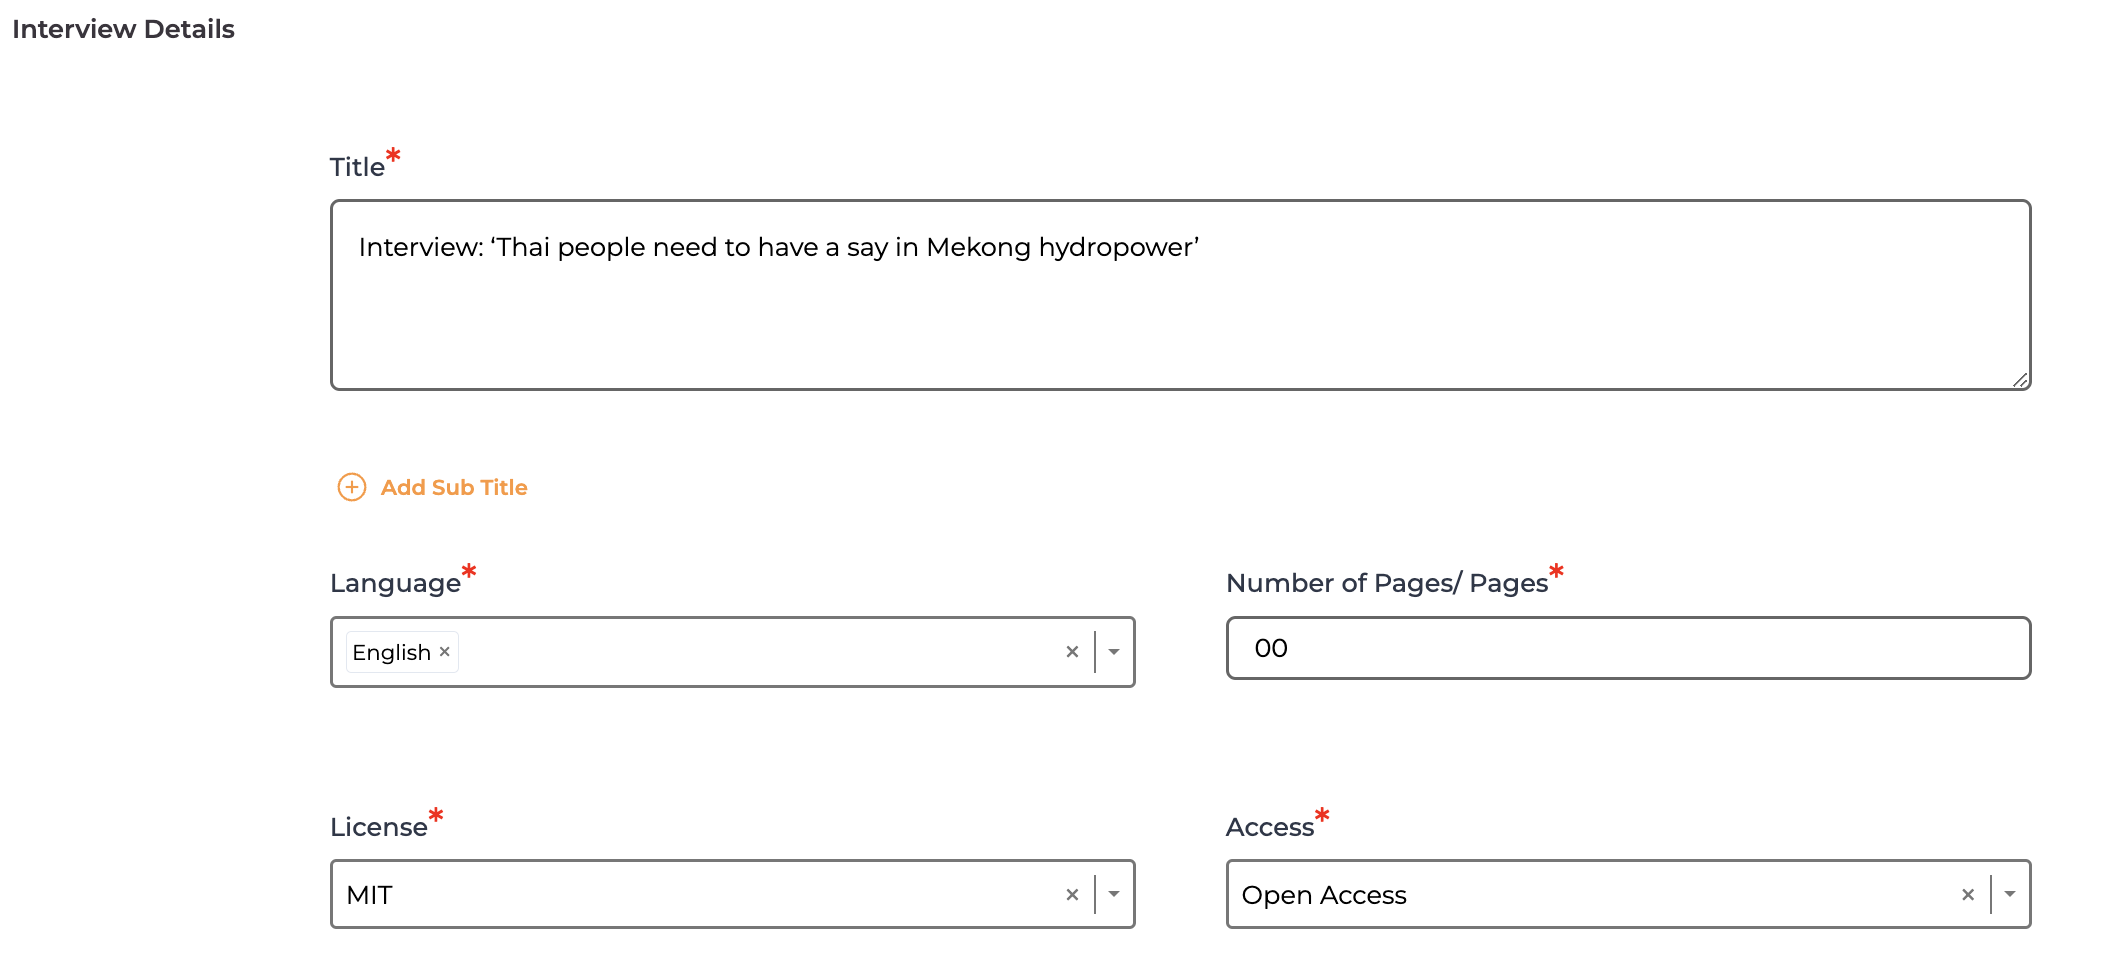 Interview Details
Title*
Interview: ‘Thai people need to have a say in Mekong hydropower’
Add Sub Title
Language*
Number of Pages/ Pages*
English ×
00
License*
Access*
MIT
Open Access